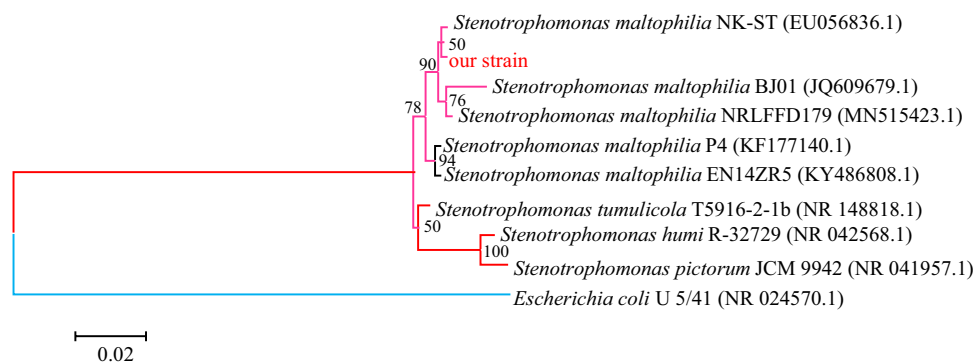 Stenotrophomonas maltophilia NK-ST (EU056836.1)
50
our strain
90
Stenotrophomonas maltophilia BJ01 (JQ609679.1)
76
78
Stenotrophomonas maltophilia NRLFFD179 (MN515423.1)
Stenotrophomonas maltophilia P4 (KF177140.1)
94
Stenotrophomonas maltophilia EN14ZR5 (KY486808.1)
Stenotrophomonas tumulicola T5916-2-1b (NR 148818.1)
50
Stenotrophomonas humi R-32729 (NR 042568.1)
100
Stenotrophomonas pictorum JCM 9942 (NR 041957.1)
Escherichia coli U 5/41 (NR 024570.1)
0.02